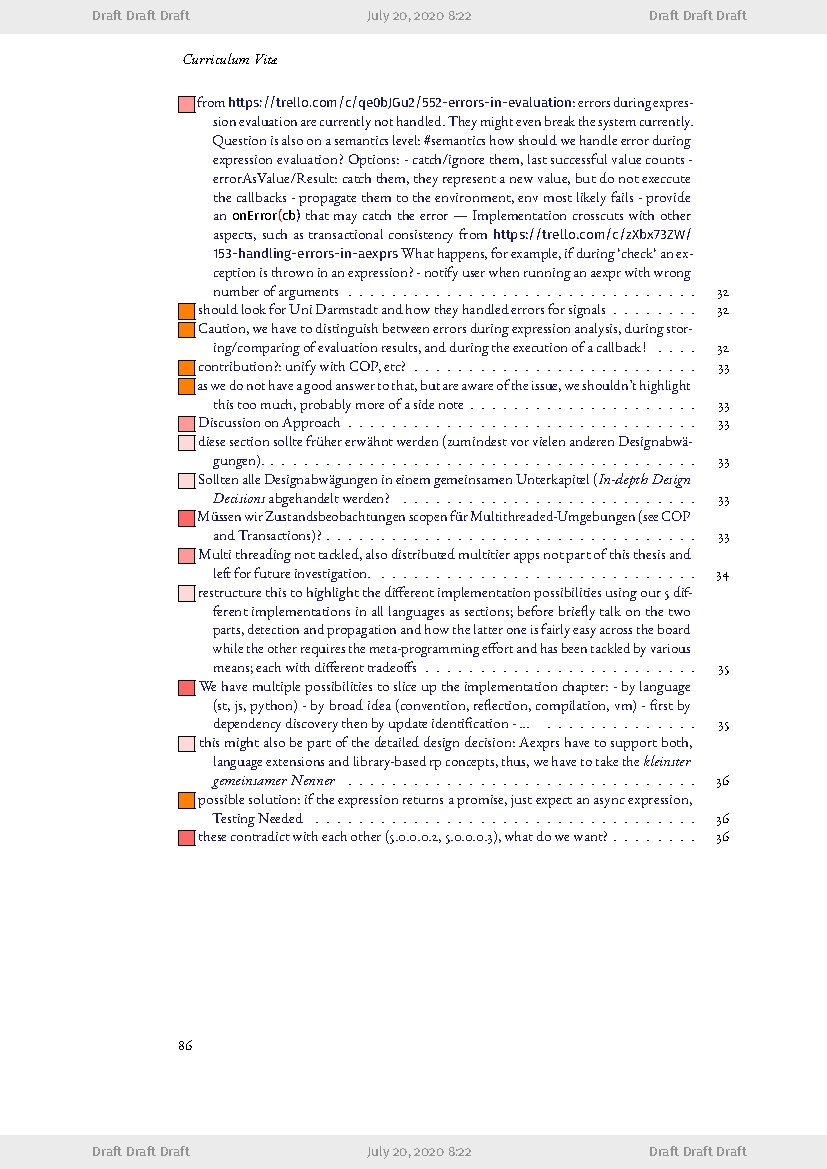 Draft Draft Draft July 20, 2020 8:22 Draft Draft Draft
Curriculum Vitæ
from https://trello.com/c/qe0bJGu2/552-errors-in-evaluation: errors during expres-
sion evaluation are currently not handled. They might even break the system currently.
Question is also on a semantics level: #semantics how should we handle error during
expression evaluation? Options: - catch/ignore them, last successful value counts -
errorAsValue/Result: catch them, they represent a new value, but do not execcute
the callbacks - propagate them to the environment, env most likely fails - provide
an onError(cb) that may catch the error — Implementation crosscuts with other
aspects, such as transactional consistency from https://trello.com/c/zXbx73ZW/
153-handling-errors-in-aexprs What happens, for example, if during ‘check‘ an ex-
ception is thrown in an expression? - notify user when running an aexpr with wrong
number of arguments . . . . . . . . . . . . . . . . . . . . . . . . . . . . . . . . 32
should look for Uni Darmstadt and how they handled errors for signals . . . . . . . . 32
Caution, we have to distinguish between errors during expression analysis, during stor-
ing/comparing of evaluation results, and during the execution of a callback! . . . . 32
contribution?: unify with COP, etc? . . . . . . . . . . . . . . . . . . . . . . . . . . 33
as we do not have a good answer to that, but are aware of the issue, we shouldn’t highlight
this too much, probably more of a side note . . . . . . . . . . . . . . . . . . . . . 33
Discussion on Approach . . . . . . . . . . . . . . . . . . . . . . . . . . . . . . . . 33
diese section sollte früher erwähnt werden (zumindest vor vielen anderen Designabwä-
gungen). . . . . . . . . . . . . . . . . . . . . . . . . . . . . . . . . . . . . . . 33
Sollten alle Designabwägungen in einem gemeinsamen Unterkapitel (In-depth Design
Decisions abgehandelt werden? . . . . . . . . . . . . . . . . . . . . . . . . . . . 33
Müssen wir Zustandsbeobachtungen scopen für Multithreaded-Umgebungen (see COP
and Transactions)? . . . . . . . . . . . . . . . . . . . . . . . . . . . . . . . . . . 33
Multi threading not tackled, also distributed multitier apps not part of this thesis and
left for future investigation. . . . . . . . . . . . . . . . . . . . . . . . . . . . . . 34
restructure this to highlight the different implementation possibilities using our 5 dif-
ferent implementations in all languages as sections; before briefly talk on the two
parts, detection and propagation and how the latter one is fairly easy across the board
while the other requires the meta-programming effort and has been tackled by various
means; each with different tradeoffs . . . . . . . . . . . . . . . . . . . . . . . . . 35
We have multiple possibilities to slice up the implementation chapter: - by language
(st, js, python) - by broad idea (convention, reflection, compilation, vm) - first by
dependency discovery then by update identification - ... . . . . . . . . . . . . . . 35
this might also be part of the detailed design decision: Aexprs have to support both,
language extensions and library-based rp concepts, thus, we have to take the kleinster
gemeinsamer Nenner . . . . . . . . . . . . . . . . . . . . . . . . . . . . . . . . 36
possible solution: if the expression returns a promise, just expect an async expression,
Testing Needed . . . . . . . . . . . . . . . . . . . . . . . . . . . . . . . . . . . 36
these contradict with each other (5.0.0.0.2, 5.0.0.0.3), what do we want? . . . . . . . . 36
86
Draft Draft Draft July 20, 2020 8:22 Draft Draft Draft